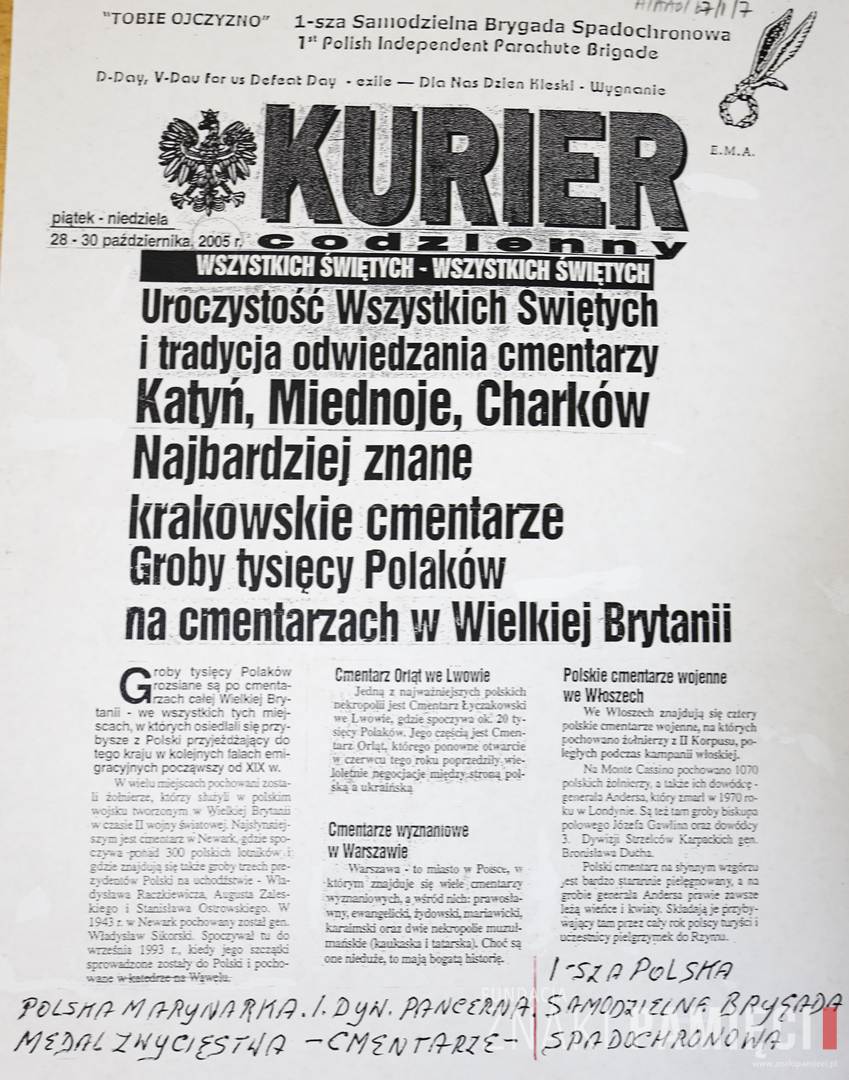 "TOBIE OJCZYZNO" 1-sza Samodzielna Brygada Spadochronowa
1st Polish Independent Parachute Brigade
D-Day, V-Day for us Defeat Day - exile — Dla Nas Dzien Kleski - Wygnanie
E.M.A.
KURIER
codzienny
piątek - niedziela
28 - 30 października, 2005 r.
WSZYSTKICH ŚWIĘTYCH - WSZYSTKICH ŚWIĘTYCH
Uroczystość Wszystkich Świętych
i tradycja odwiedzania cmentarzy
Katyń, Miednoje, Charków
Najbardziej znane
krakowskie cmentarze
Groby tysięcy Polaków
na cmentarzach w Wielkiej Brytanii
Groby tysięcy Polaków
rozsiane są po cmenta-
rzach całej Wielkiej Bry-
tanii - we wszystkich tych miej-
scach, w których osiedlali się przy-
bysze z Polski przyjeżdżający do
tego kraju w kolejnych falach emi-
gracyjnych począwszy od XIX w.
W wielu miejscach pochowani zosta-
li żołnierze, którzy służyli w polskim
wojsku tworzonym w Wielkiej Brytanii
w czasie II wojny światowej. Najsłynniej-
szym jest cmentarz w Newark, gdzie spo-
czywa ponad 300 polskich lotników i
gdzie znajdują się także groby trzech pre-
zydentów Polski na uchodźstwie - Wła-
dysława Raczkiewicza, Augusta Zales-
kiego i Stanisława Ostrowskiego. W
1943 r. w Newark pochowany został gen.
Władysław Sikorski. Spoczywał tu do
września 1993 r., kiedy jego szczątki
sprowadzone zostały do Polski i pocho-
wane w katedrze na Wawelu.
Cmentarz Orląt we Lwowie
Jedną z najważniejszych polskich
nekropolii jest Cmentarz Łyczakowski
we Lwowie, gdzie spoczywa ok. 20 ty-
sięcy Polaków. Jego częścią jest Cmen-
tarz Orląt, którego ponowne otwarcie
w czerwcu tego roku poprzedziły wie-
loletnie negocjacje między stroną pol-
ską a ukraińską
Cmentarze wyznaniowe
w Warszawie
Warszawa - to miasto w Polsce, w
którym znajduje się wiele cmentarzy
wyznaniowych, a wśród nich: prawosła-
wny, ewangelicki, żydowski, mariawicki,
karaimski oraz dwie nekropolie muzuł-
mańskie (kaukaska i tatarska). Choć są
one nieduże, to mają bogatą historię.
Polskie cmentarze wojenne
we Włoszech
We Włoszech znajdują się cztery
polskie cmentarze wojenne, na których
pochowano żołnierzy z II Korpusu, po-
ległych podczas kampanii włoskiej.
Na Monte Cassino pochowano 1070
polskich żołnierzy, a także ich dowódcę -
generała Andersa, który zmarł w 1970 ro-
ku w Londynie. Są też tam groby biskupa
polowego Józefa Gawlina oraz dowódcy
3. Dywizji Strzelców Karpackich gen.
Bronisława Ducha.
Polski cmentarz na słynnym wzgórzu
jest bardzo starannie pielęgnowany, a na
grobie generała Andersa prawie zawsze
leżą wieńce i kwiaty. Składają je przyby-
wający tam przez cały rok polscy turyści i
uczestnicy pielgrzymek do Rzymu.
POLSKA MARYNARKA. I. DYW. PANCERNA.
MEDAL ZWYCIĘSTWA - CMENTARZE -
I-SZA POLSKA
SAMODZIELNA BRYGADA
SPADOCHRONOWA
FUNDACJA
ZNAKI PAMIĘCI
www.znakipamieci.pl